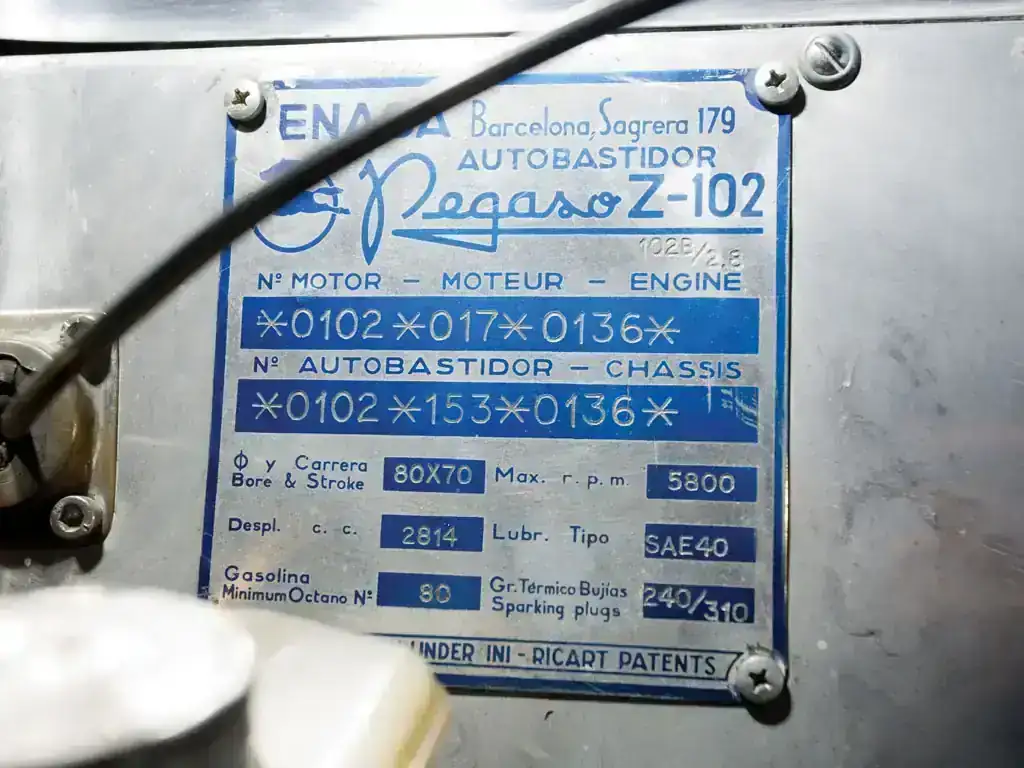 ENASA Barcelona, Sagrera 179
AUTOBASTIDOR
Pegaso Z-102
102B/2.8
Nº MOTOR - MOTEUR - ENGINE
*0102*017*0136*
Nº AUTOBASTIDOR - CHASSIS
*0102*153*0136*
Φ y Carrera
Bore & Stroke 80X70 Max. r.p.m. 5800
Despl. c. c. 2814 Lubr. Tipo SAE40
Gasolina
Minimum Octano Nº 80
Gr. Térmico Bujías
Sparking plugs 240/310
UNDER INI - RICART PATENTS